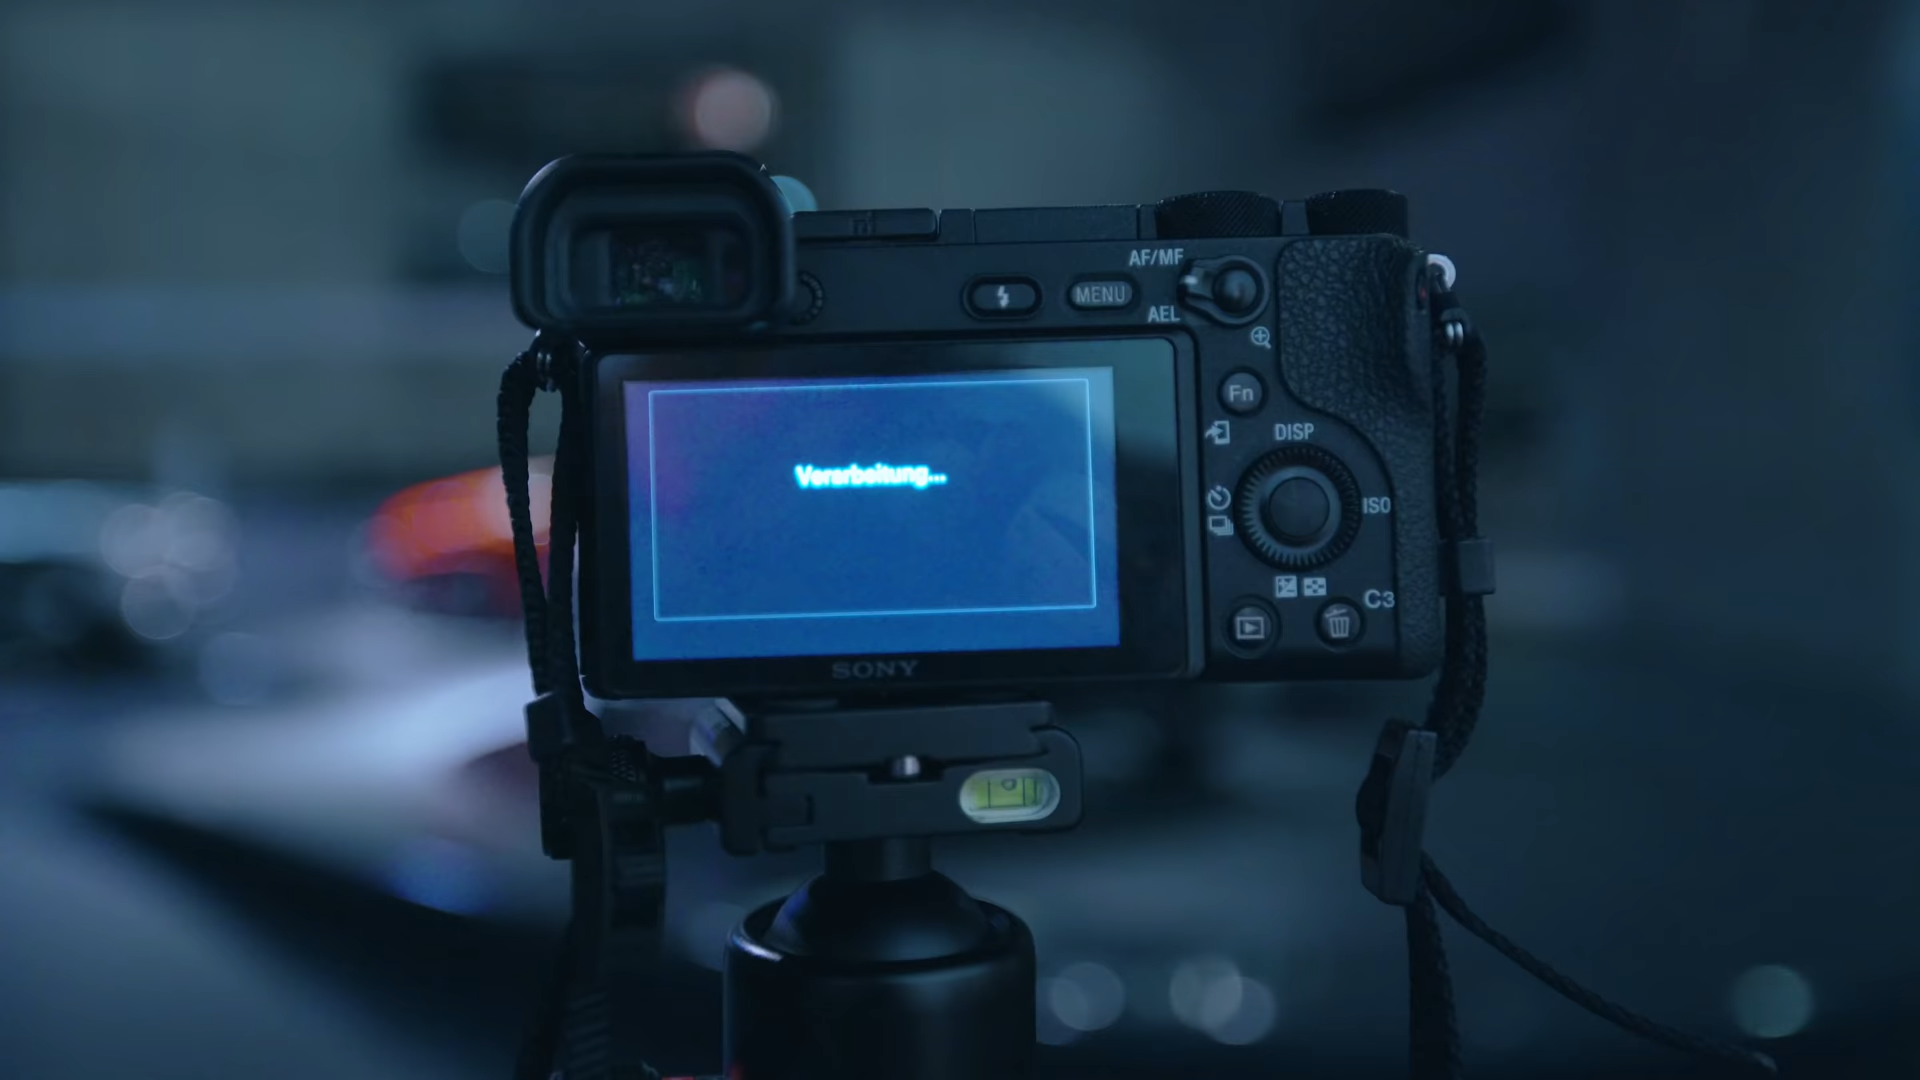 AF/MF
MENU
AEL
Fn
DISP
Verarbeitung...
ISO
C3
SONY